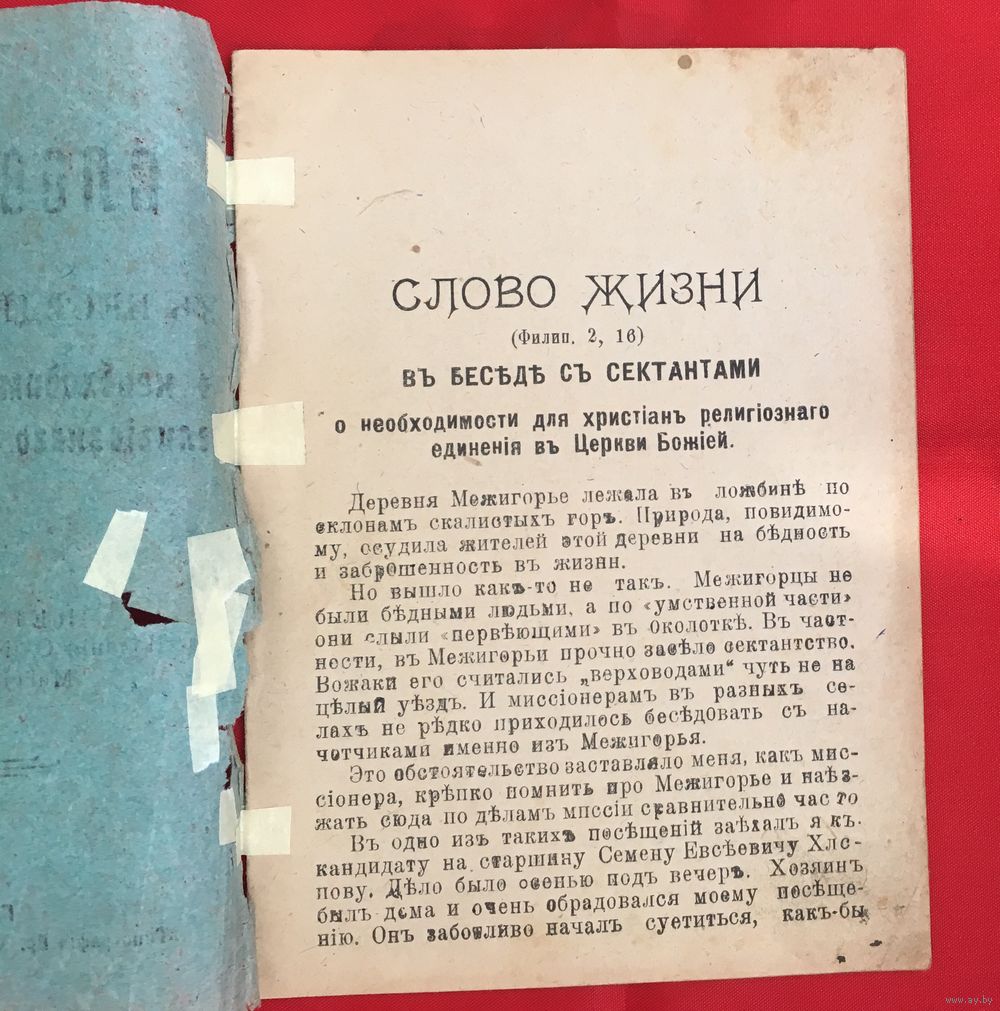 СЛОВО ЖИЗНИ
(Филип. 2, 16)
ВЪ БЕСѢДѢ СЪ СЕКТАНТАМИ
о необходимости для христіанъ религіознаго
единенія въ Церкви Божіей.
Деревня Межигорье лежала въ ложбинѣ по
склонамъ скалистыхъ горъ. Природа, повидимо-
му, осудила жителей этой деревни на бѣдность
и заброшенность въ жизни.
Но вышло какъ-то не такъ. Межигорцы не
были бѣдными людьми, а по «умственной части»
они слыли «первѣющими» въ околоткѣ. Въ част-
ности, въ Межигорьи прочно засѣло сектантство.
Вожаки его считались „верховодами“ чуть не на
цѣлый уѣздъ. И миссіонерамъ въ разныхъ се-
лахъ не рѣдко приходилось бесѣдовать съ на-
четчиками именно изъ Межигорья.
Это обстоятельство заставляло меня, какъ мис-
сіонера, крѣпко помнить про Межигорье и наѣз-
жать сюда по дѣламъ миссіи сравнительно часто
Въ одно изъ такихъ посѣщеній заѣхалъ я къ.
кандидату на старшину Семену Евсѣевичу Хле-
пову. Дѣло было осенью подъ вечеръ. Хозяинъ
былъ дома и очень обрадовался моему посѣще-
нію. Онъ заботливо началъ суетиться, какъ-бы
www.ay.by